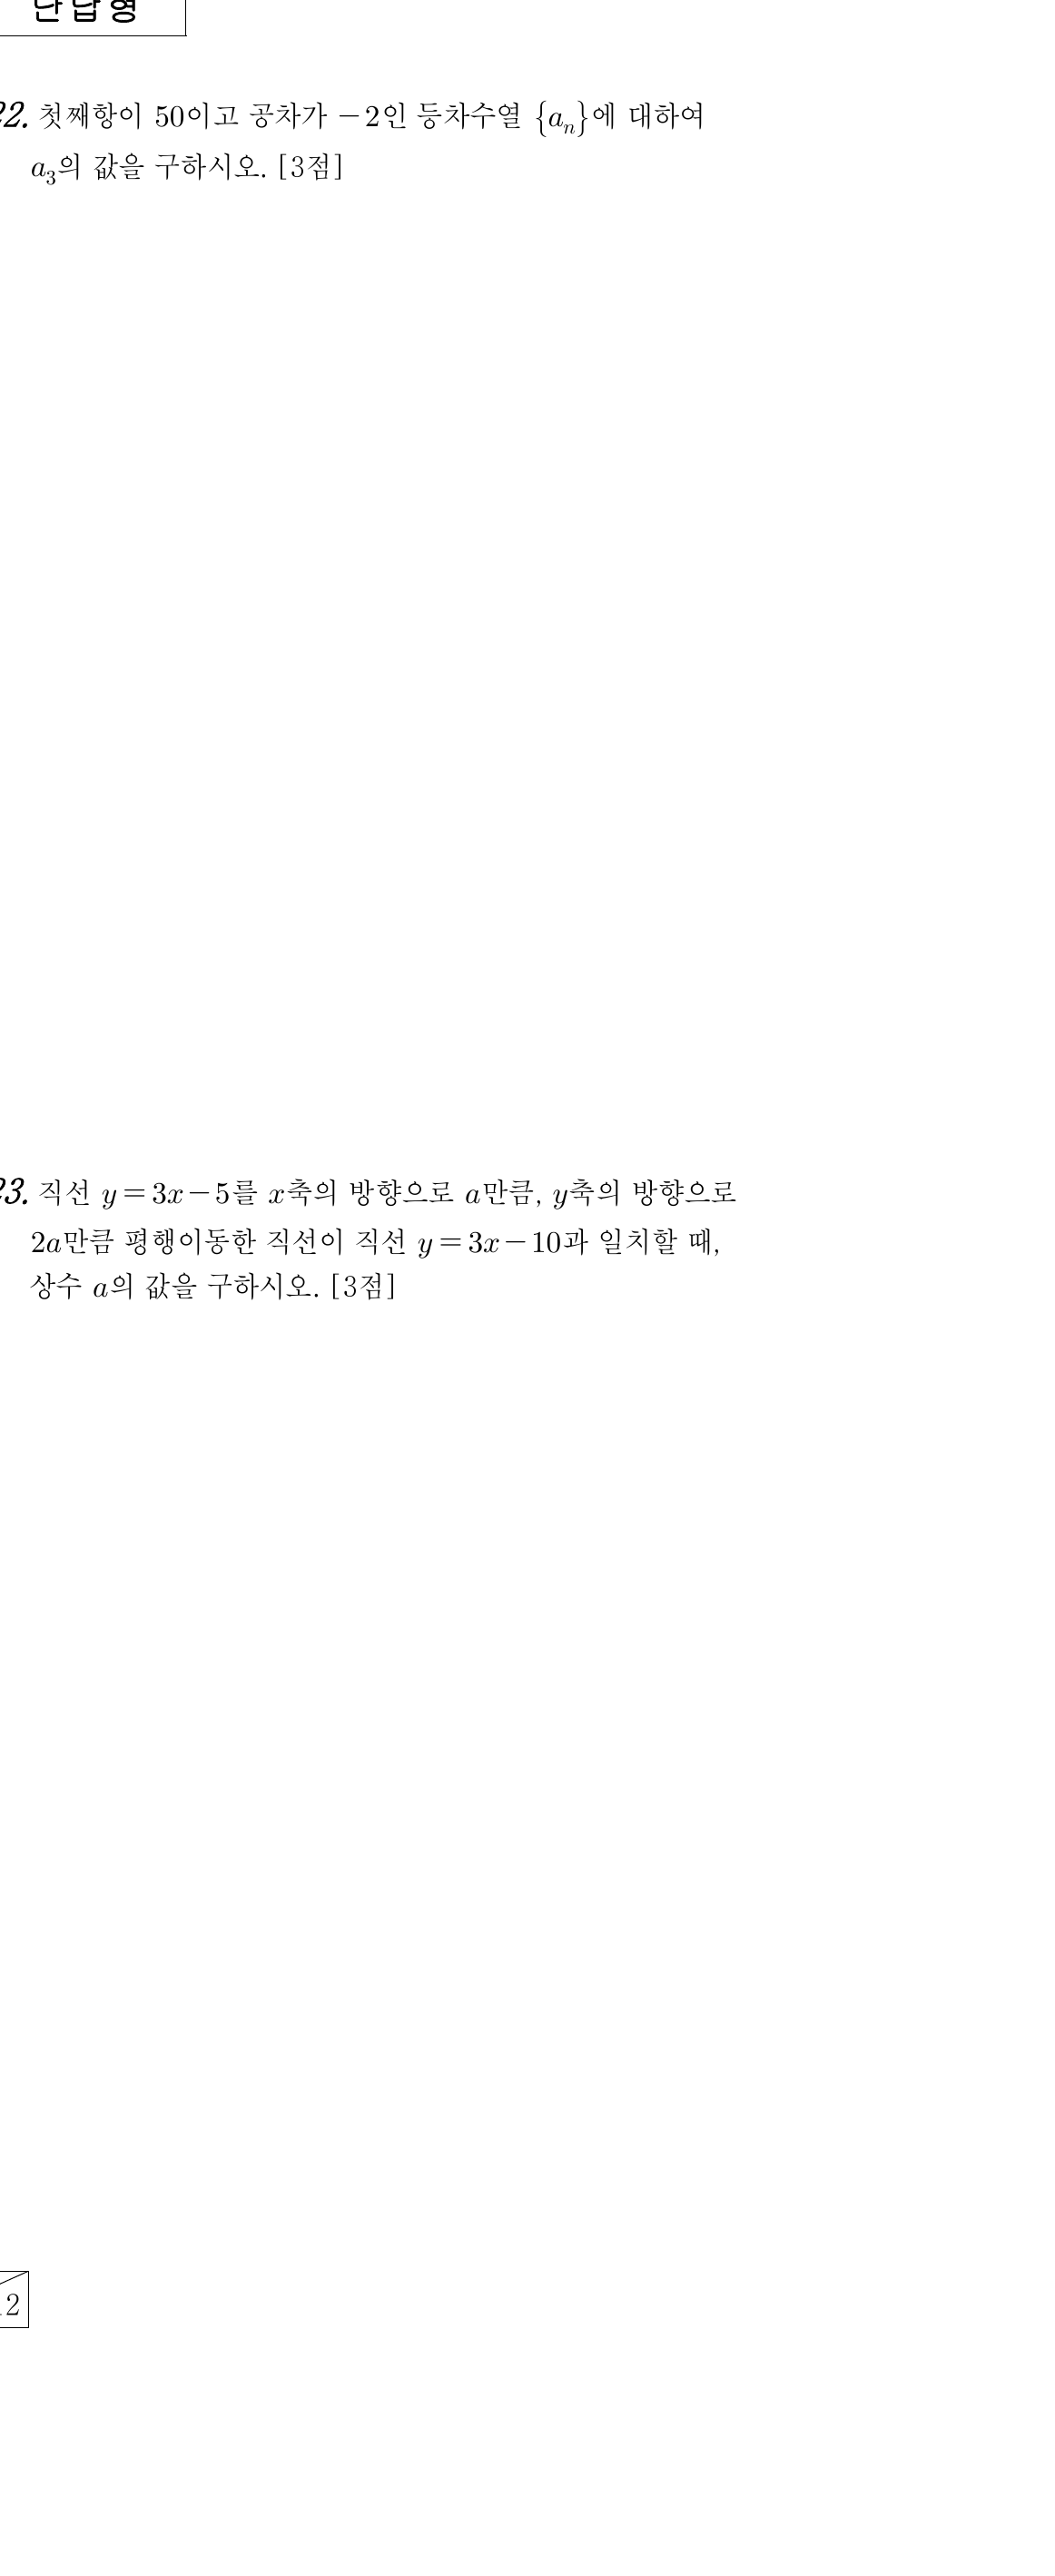 단답형
22. 첫째항이 50이고 공차가 −2인 등차수열 {aₙ}에 대하여
a₃의 값을 구하시오. [3점]
23. 직선 y=3x−5를 x축의 방향으로 a만큼, y축의 방향으로
2a만큼 평행이동한 직선이 직선 y=3x−10과 일치할 때,
상수 a의 값을 구하시오. [3점]
12